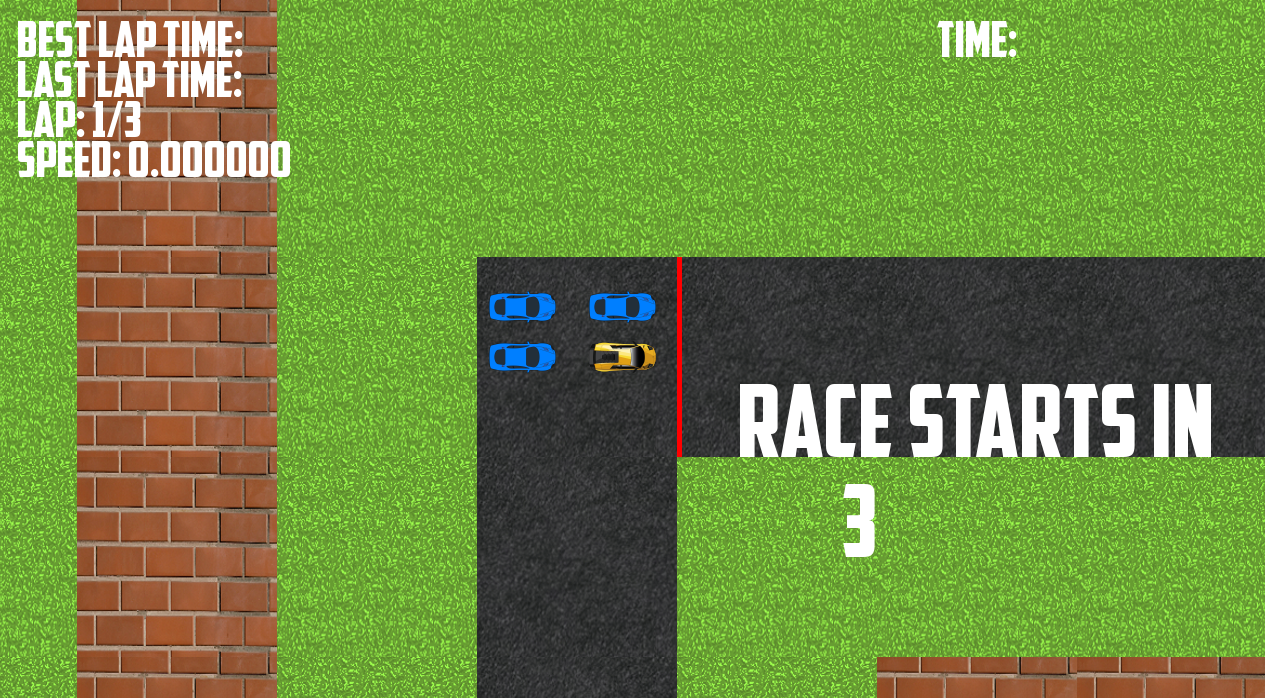 BEST LAP TIME:
LAST LAP TIME:
LAP: 1/3
SPEED: 0.000000
TIME:
RACE STARTS IN
3